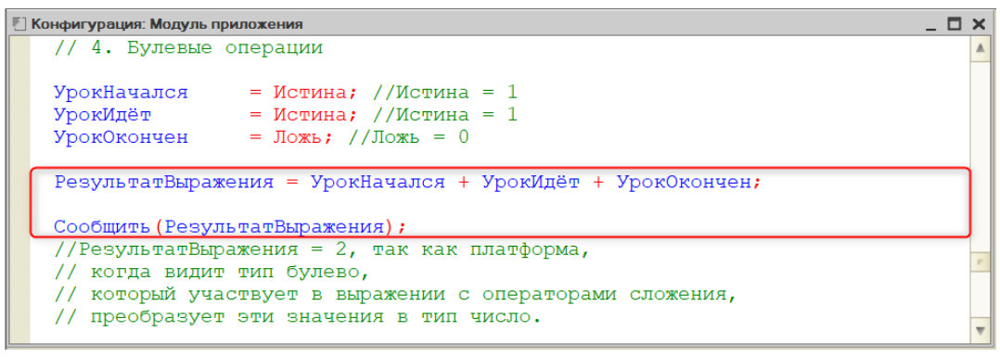 Конфигурация: Модуль приложения
// 4. Булевые операции
УрокНачался = Истина; //Истина = 1
УрокИдёт = Истина; //Истина = 1
УрокОкончен = Ложь; //Ложь = 0
РезультатВыражения = УрокНачался + УрокИдёт + УрокОкончен;
Сообщить(РезультатВыражения);
//РезультатВыражения = 2, так как платформа,
// когда видит тип булево,
// который участвует в выражении с операторами сложения,
// преобразует эти значения в тип число.